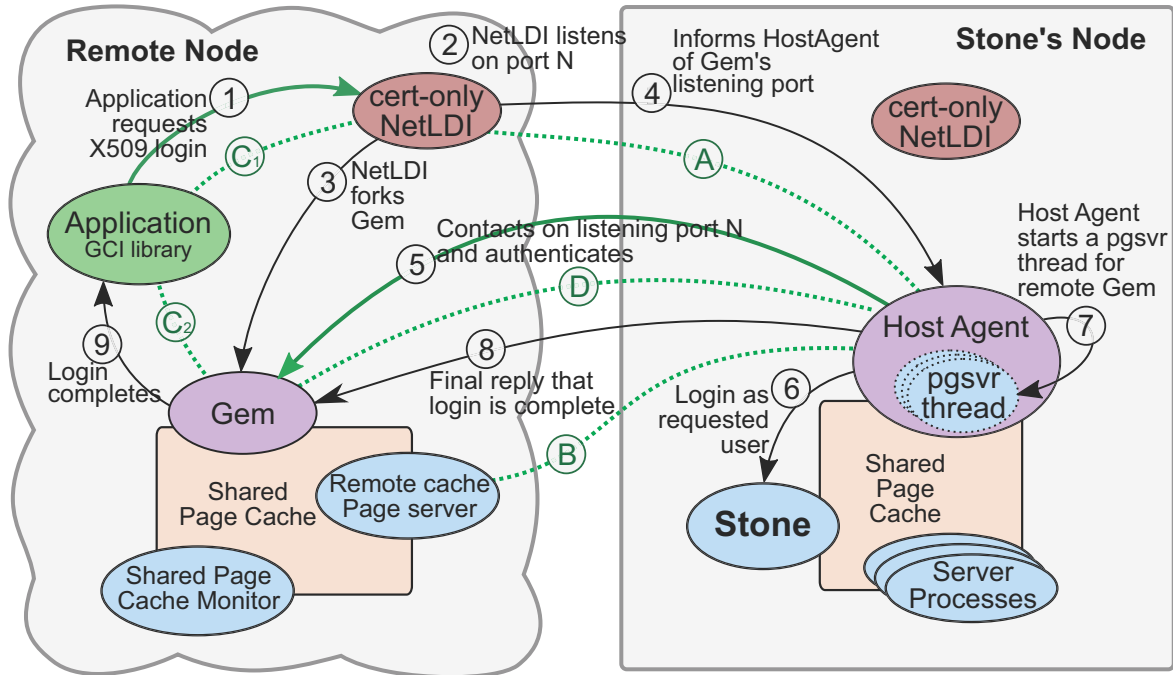 Remote Node
Stone's Node
1
Application
requests
X509 login
2
NetLDI listens
on port N
cert-only
NetLDI
C1
3
NetLDI
forks
Gem
Informs HostAgent
of Gem's
listening port
4
cert-only
NetLDI
A
Application
GCI library
5
Contacts on listening port N
and authenticates
D
Host Agent
starts a pgsvr
thread for
remote Gem
7
Host Agent
pgsvr
thread
C2
9
Login
completes
8
Final reply that
login is complete
6
Login as
requested
user
B
Gem
Shared
Page Cache
Remote cache
Page server
Shared Page
Cache Monitor
Stone
Shared
Page
Cache
Server
Processes